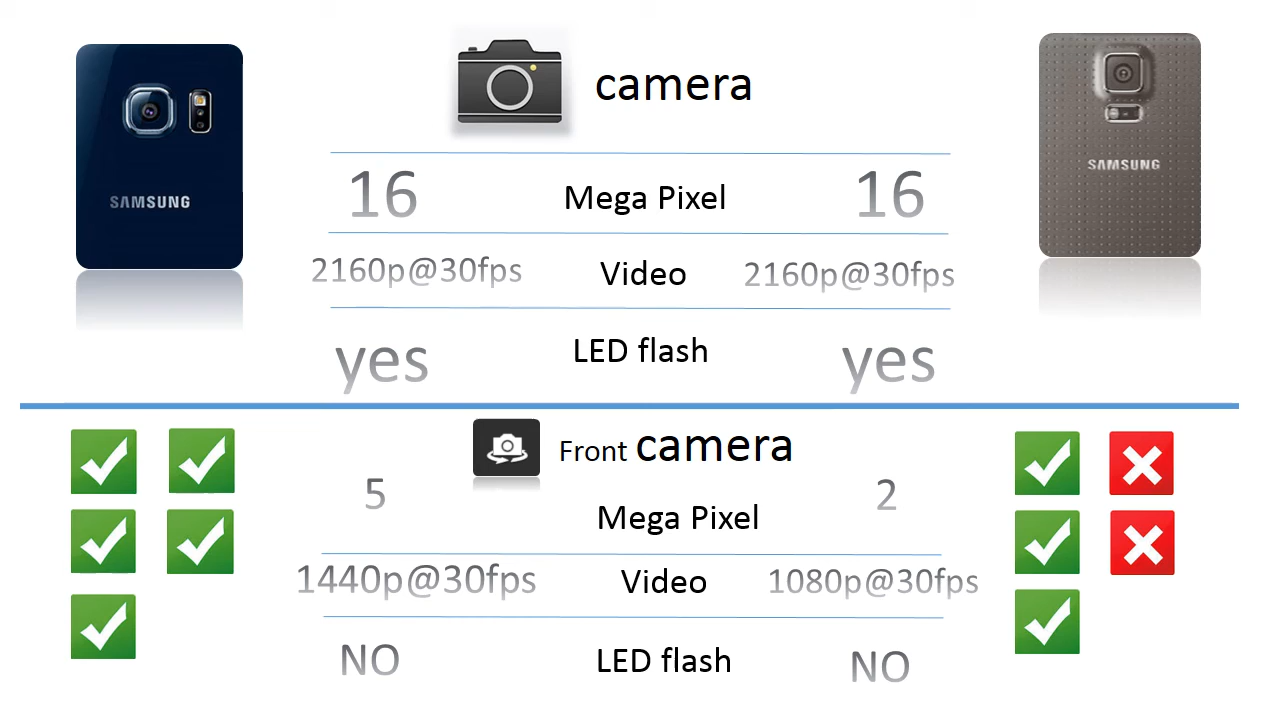 camera
SAMSUNG
SAMSUNG
16 Mega Pixel 16
2160p@30fps Video 2160p@30fps
yes LED flash yes
Front camera
5 Mega Pixel 2
1440p@30fps Video 1080p@30fps
NO LED flash NO